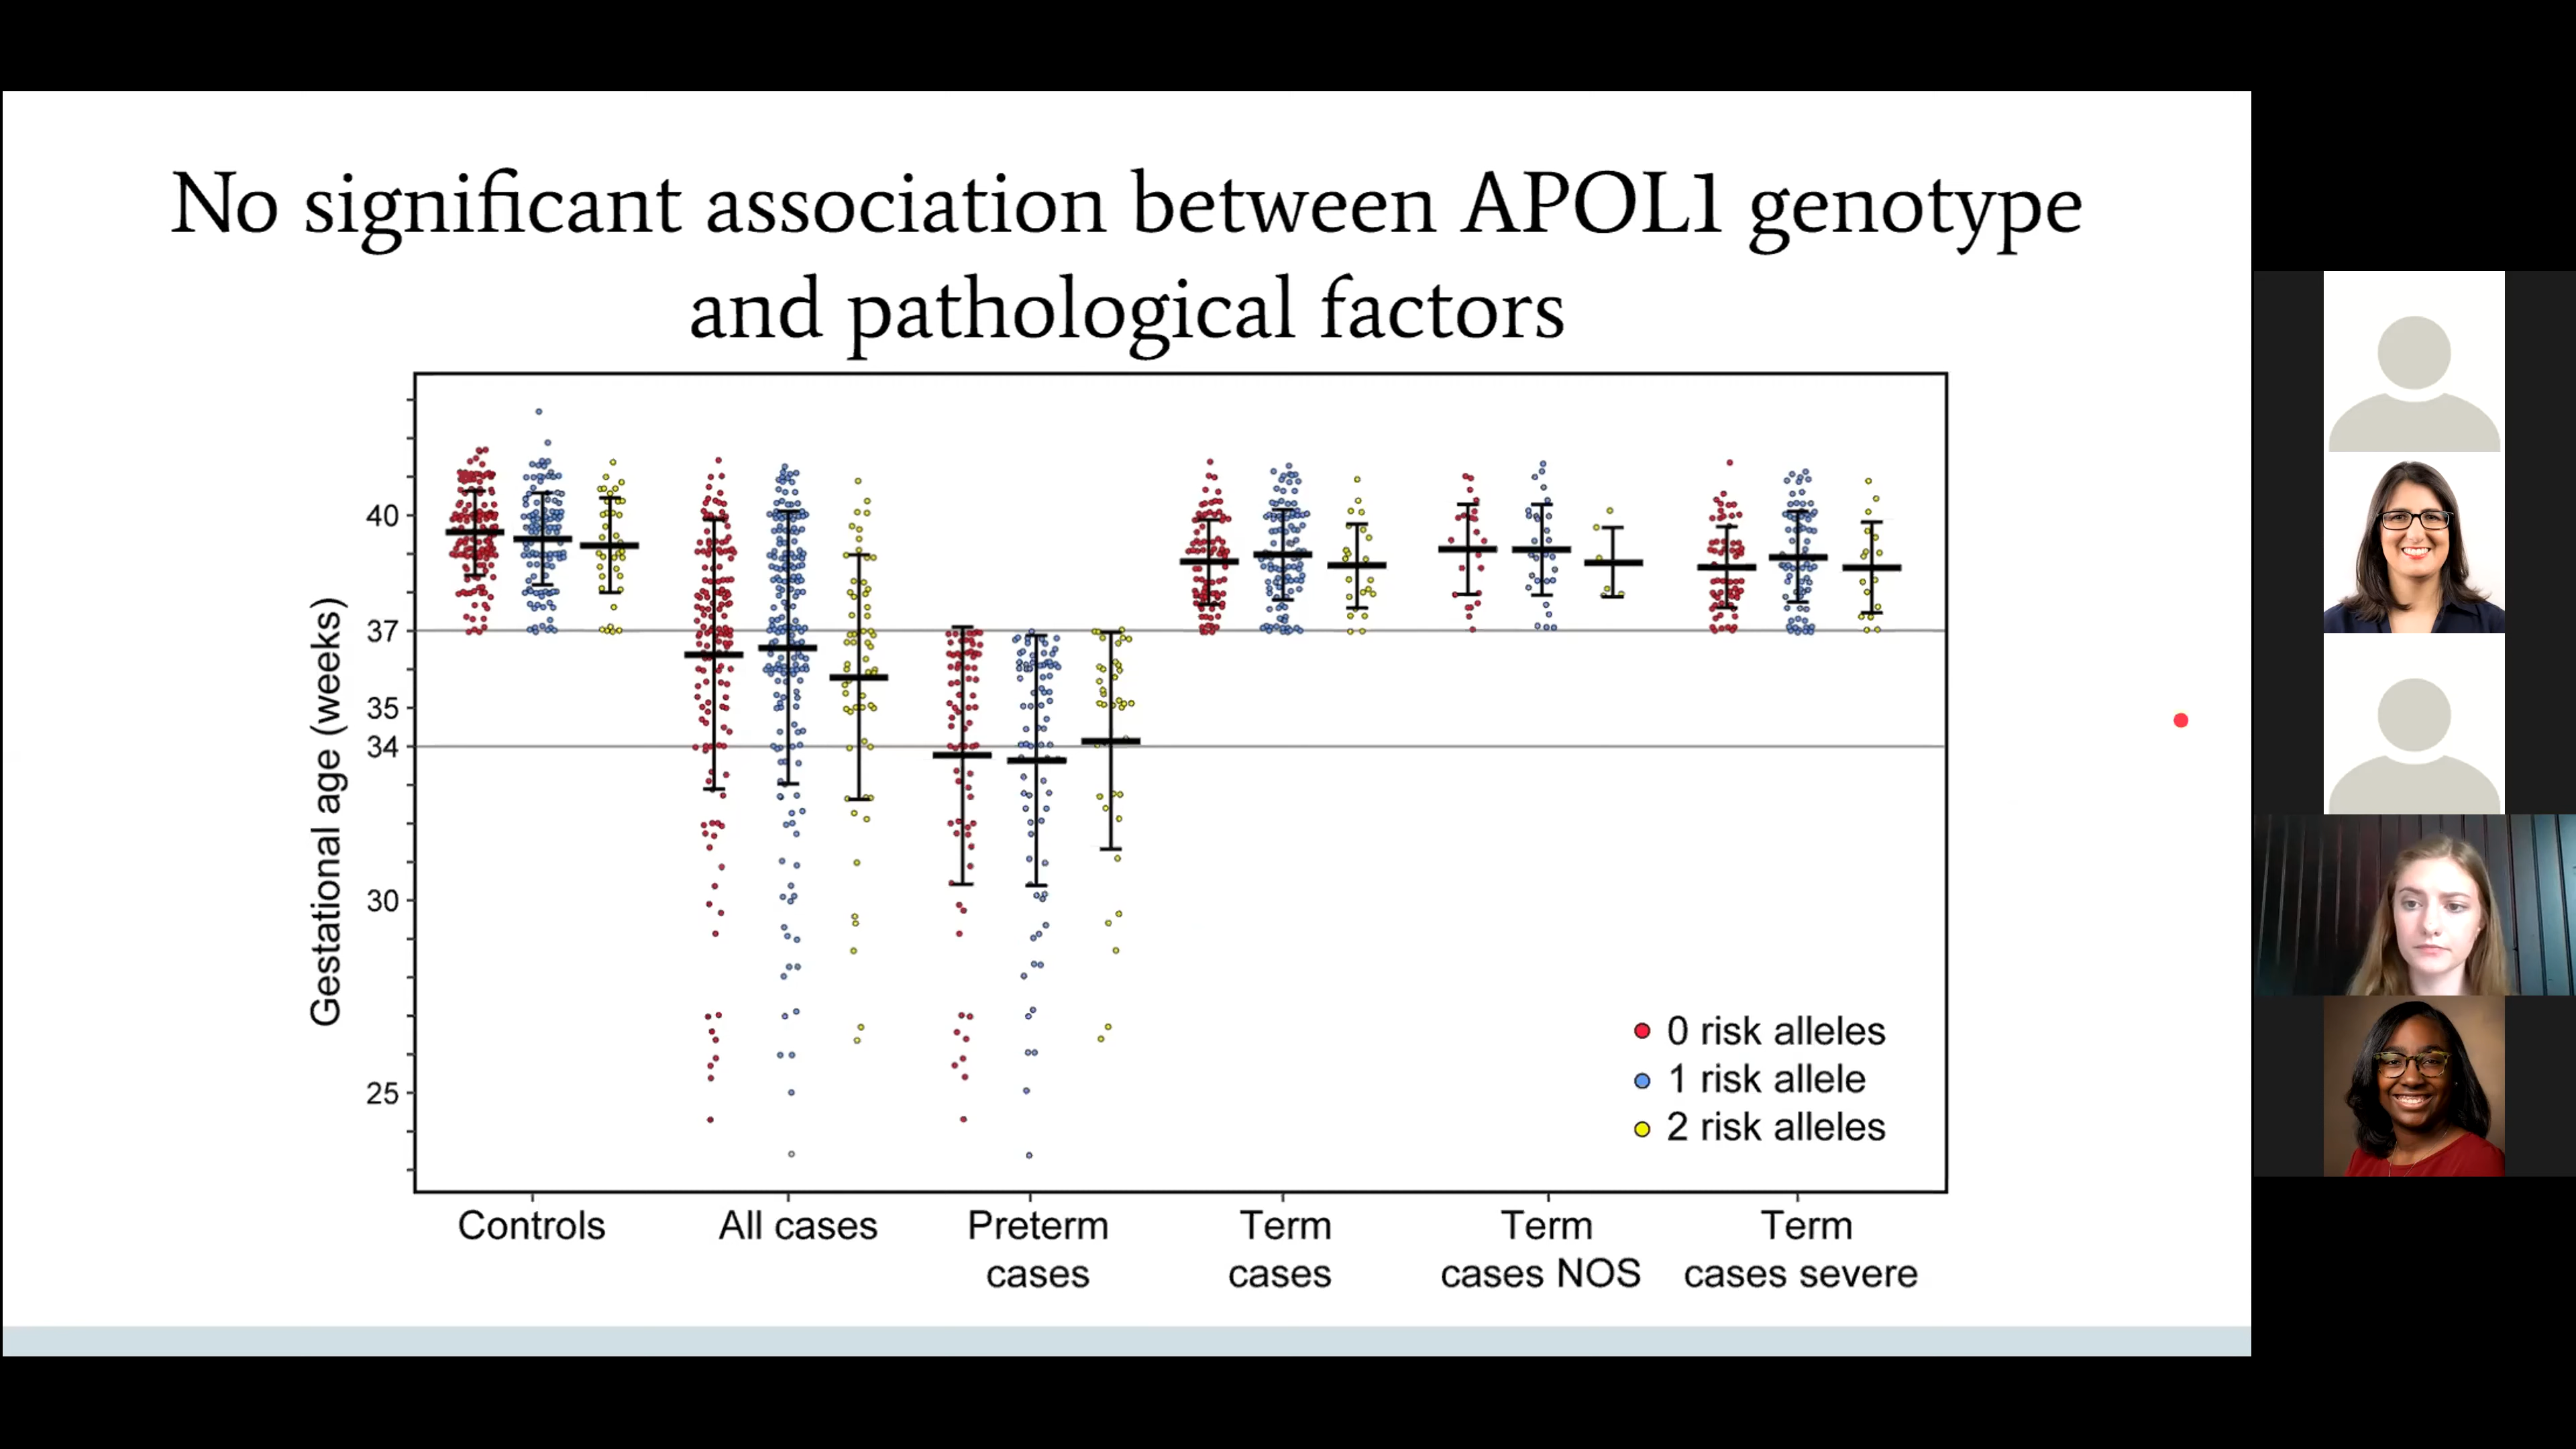 No significant association between APOL1 genotype
and pathological factors
Gestational age (weeks)
40
37
35
34
30
25
0 risk alleles
1 risk allele
2 risk alleles
Controls
All cases
Preterm
cases
Term
cases
Term
cases NOS
Term
cases severe